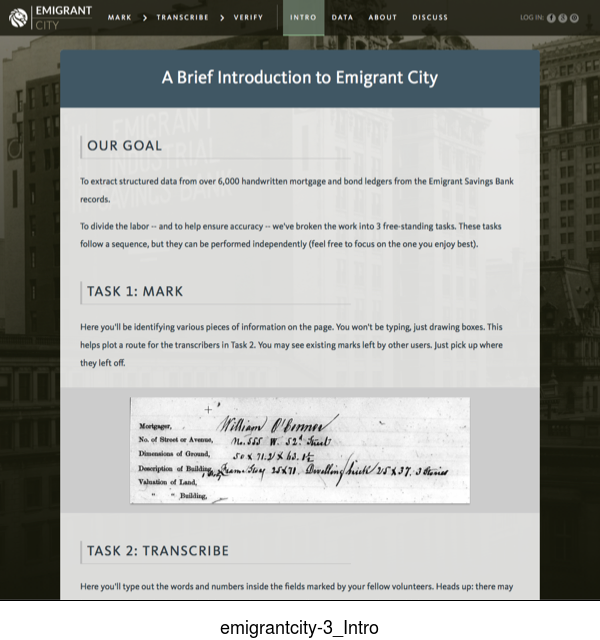 EMIGRANT
CITY
MARK > TRANSCRIBE > VERIFY
INTRO DATA ABOUT DISCUSS
LOG IN:
A Brief Introduction to Emigrant City
OUR GOAL
To extract structured data from over 6,000 handwritten mortgage and bond ledgers from the Emigrant Savings Bank
records.
To divide the labor -- and to help ensure accuracy -- we've broken the work into 3 free-standing tasks. These tasks
follow a sequence, but they can be performed independently (feel free to focus on the one you enjoy best).
TASK 1: MARK
Here you'll be identifying various pieces of information on the page. You won't be typing, just drawing boxes. This
helps plot a route for the transcribers in Task 2. You may see existing marks left by other users. Just pick up where
they left off.
Mortgagor, William O'Connor
No. of Street or Avenue, No. 555 W. 52d Street
Dimensions of Ground, 50 x 71.2 x 63. 1½
Description of Building, 25 x 71. Dwelling brick 25 x 37. 3 Stories
Valuation of Land,
" " Building,
TASK 2: TRANSCRIBE
Here you'll type out the words and numbers inside the fields marked by your fellow volunteers. Heads up: there may
emigrantcity-3_Intro